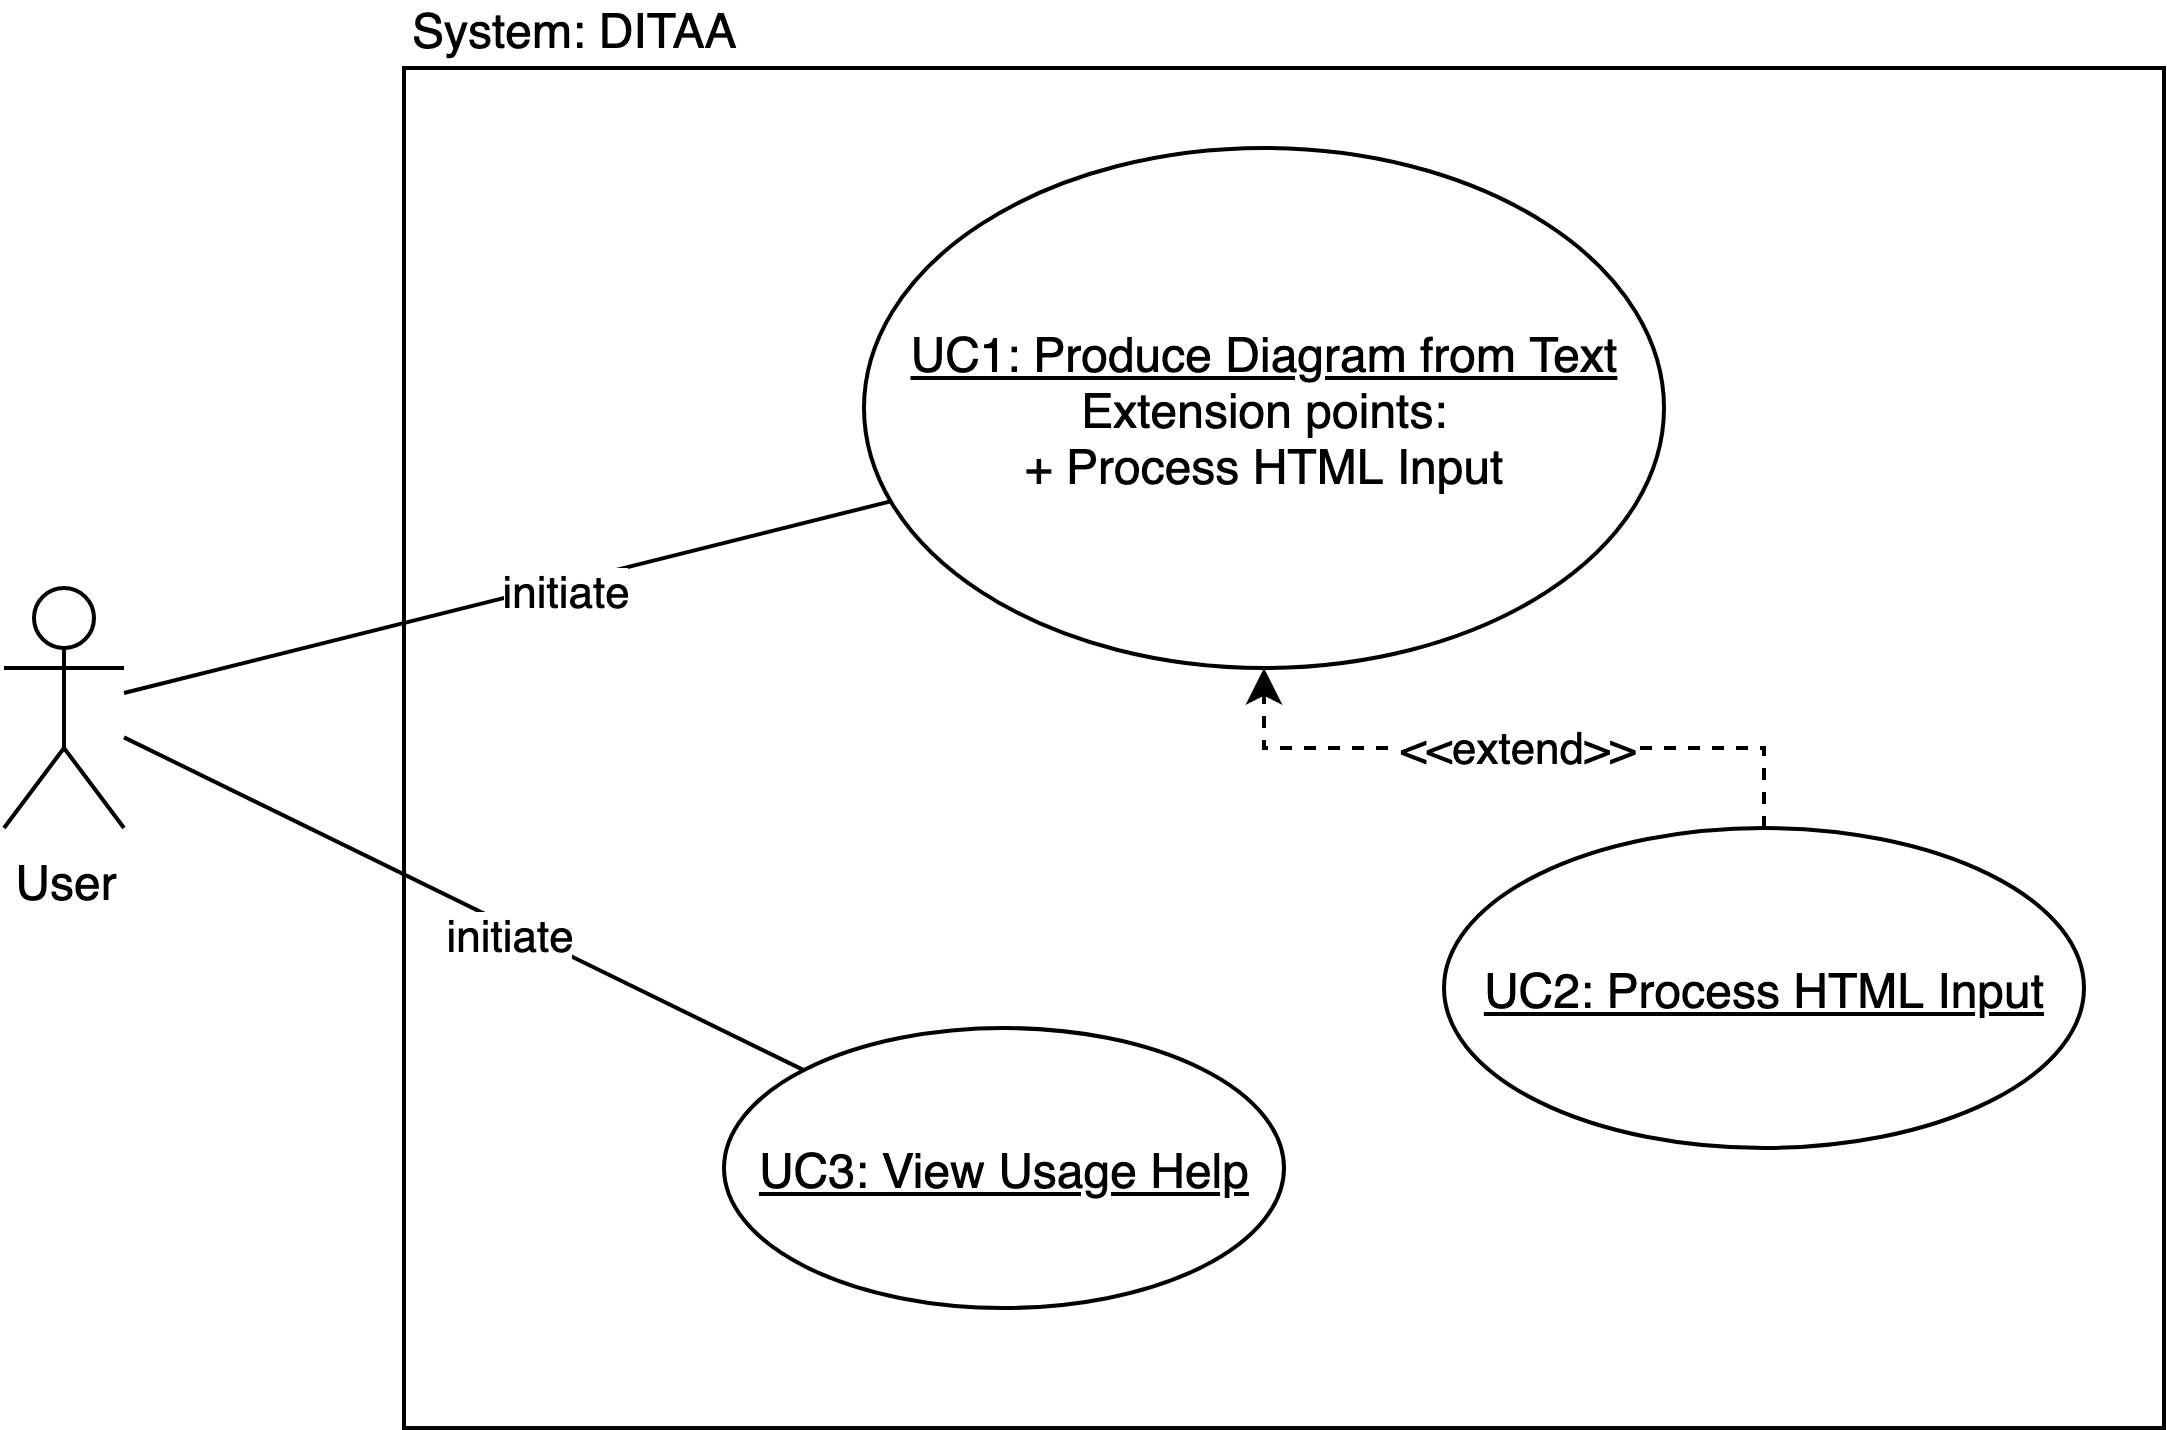 System: DITAA
UC1: Produce Diagram from Text
Extension points:
+ Process HTML Input
initiate
<<extend>>
User
initiate
UC2: Process HTML Input
UC3: View Usage Help